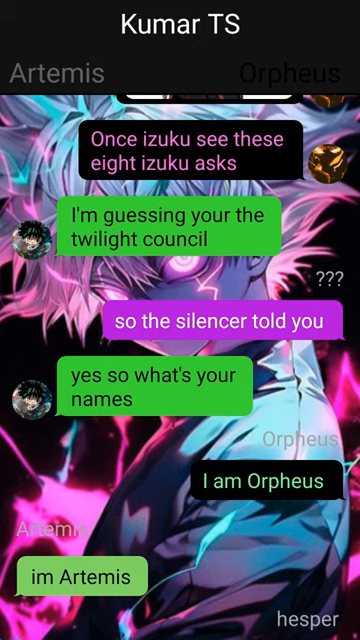 Kumar TS
Artemis
Orpheus
Once izuku see these
eight izuku asks
I'm guessing your the
twilight council
???
so the silencer told you
yes so what's your
names
Orpheus
I am Orpheus
Artemis
im Artemis
hesper